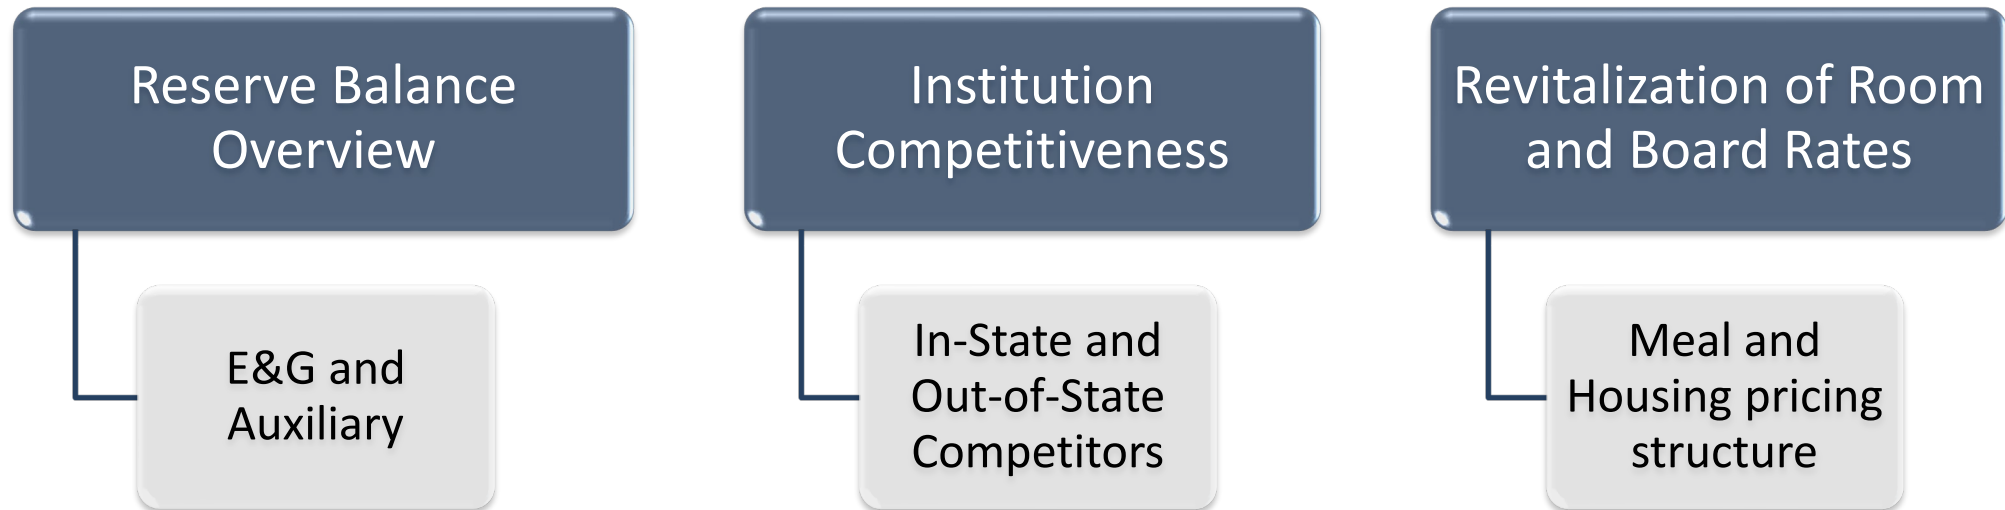 Reserve Balance
Overview
E&G and
Auxiliary
Institution
Competitiveness
In-State and
Out-of-State
Competitors
Revitalization of Room
and Board Rates
Meal and
Housing pricing
structure